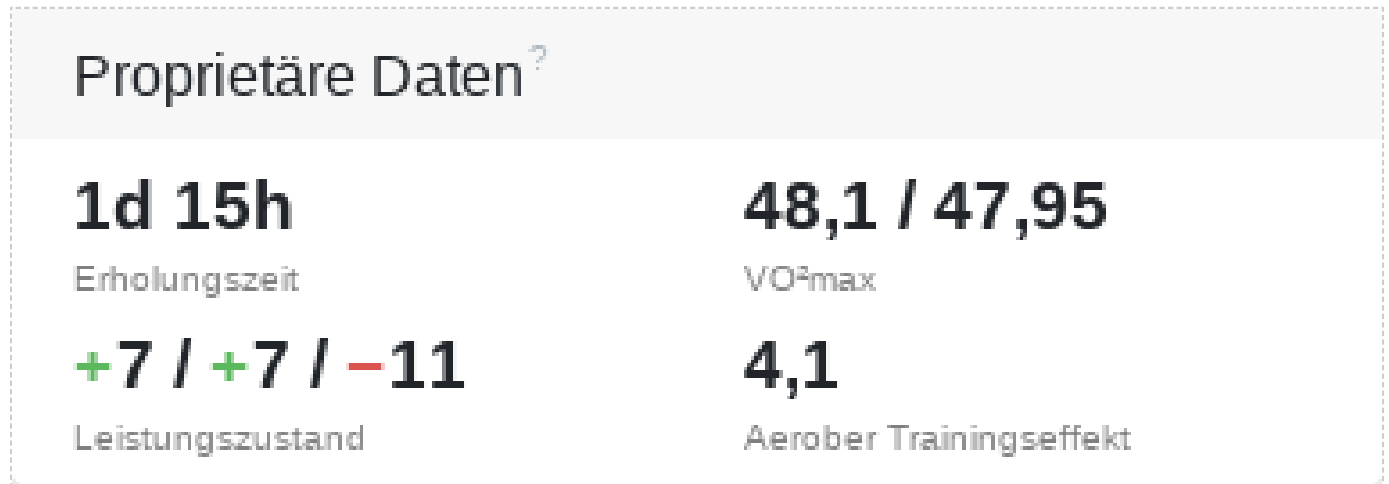 Proprietäre Daten ?
1d 15h
Erholungszeit
48,1 / 47,95
VO²max
+7 / +7 / −11
Leistungszustand
4,1
Aerober Trainingseffekt